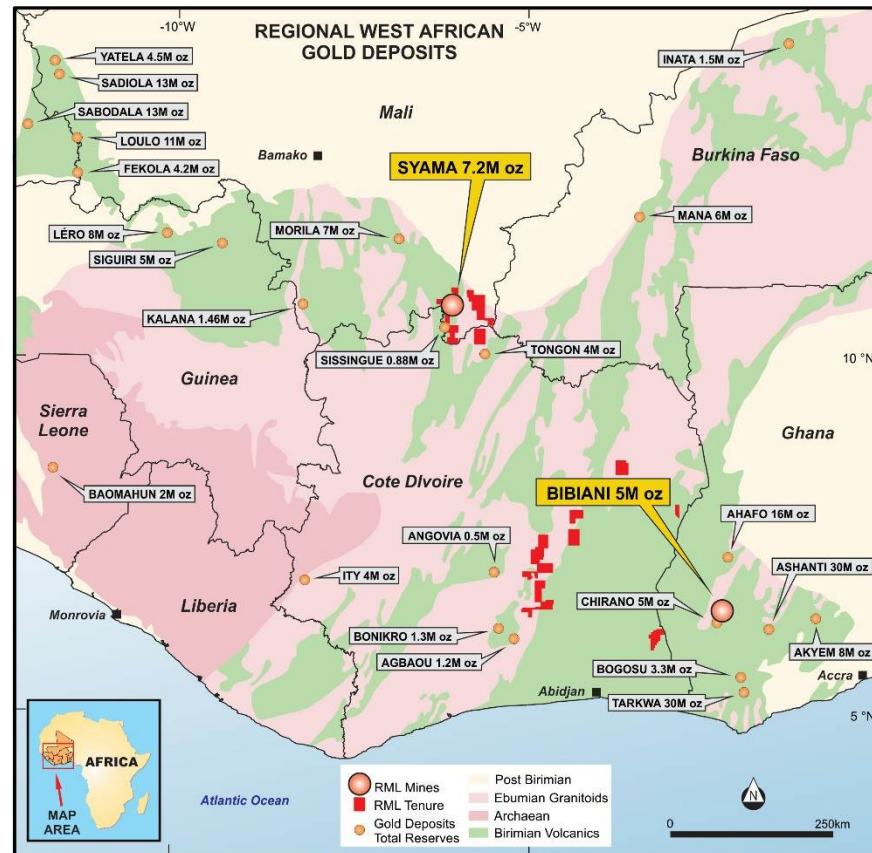 -10°W
-5°W
REGIONAL WEST AFRICAN
GOLD DEPOSITS
YATELA 4.5M oz
SADIOLA 13M oz
SABODALA 13M oz
LOULO 11M oz
FEKOLA 4.2M oz
INATA 1.5M oz
Mali
Bamako
SYAMA 7.2M oz
Burkina Faso
MANA 6M oz
LÉRO 8M oz
SIGUIRI 5M oz
MORILA 7M oz
KALANA 1.46M oz
SISSINGUE 0.88M oz
TONGON 4M oz
10°N
Guinea
Sierra
Leone
Ghana
BAOMAHUN 2M oz
Cote DIvoire
BIBIANI 5M oz
AHAFO 16M oz
ANGOVIA 0.5M oz
ASHANTI 30M oz
ITY 4M oz
CHIRANO 5M oz
Monrovia
Liberia
BONIKRO 1.3M oz
AGBAOU 1.2M oz
AKYEM 8M oz
BOGOSU 3.3M oz
Accra
TARKWA 30M oz
Abidjan
5°N
AFRICA
MAP
AREA
Atlantic Ocean
RML Mines
RML Tenure
Gold Deposits
Total Reserves
Post Birimian
Ebumian Granitoids
Archaean
Birimian Volcanics
N
0
250km